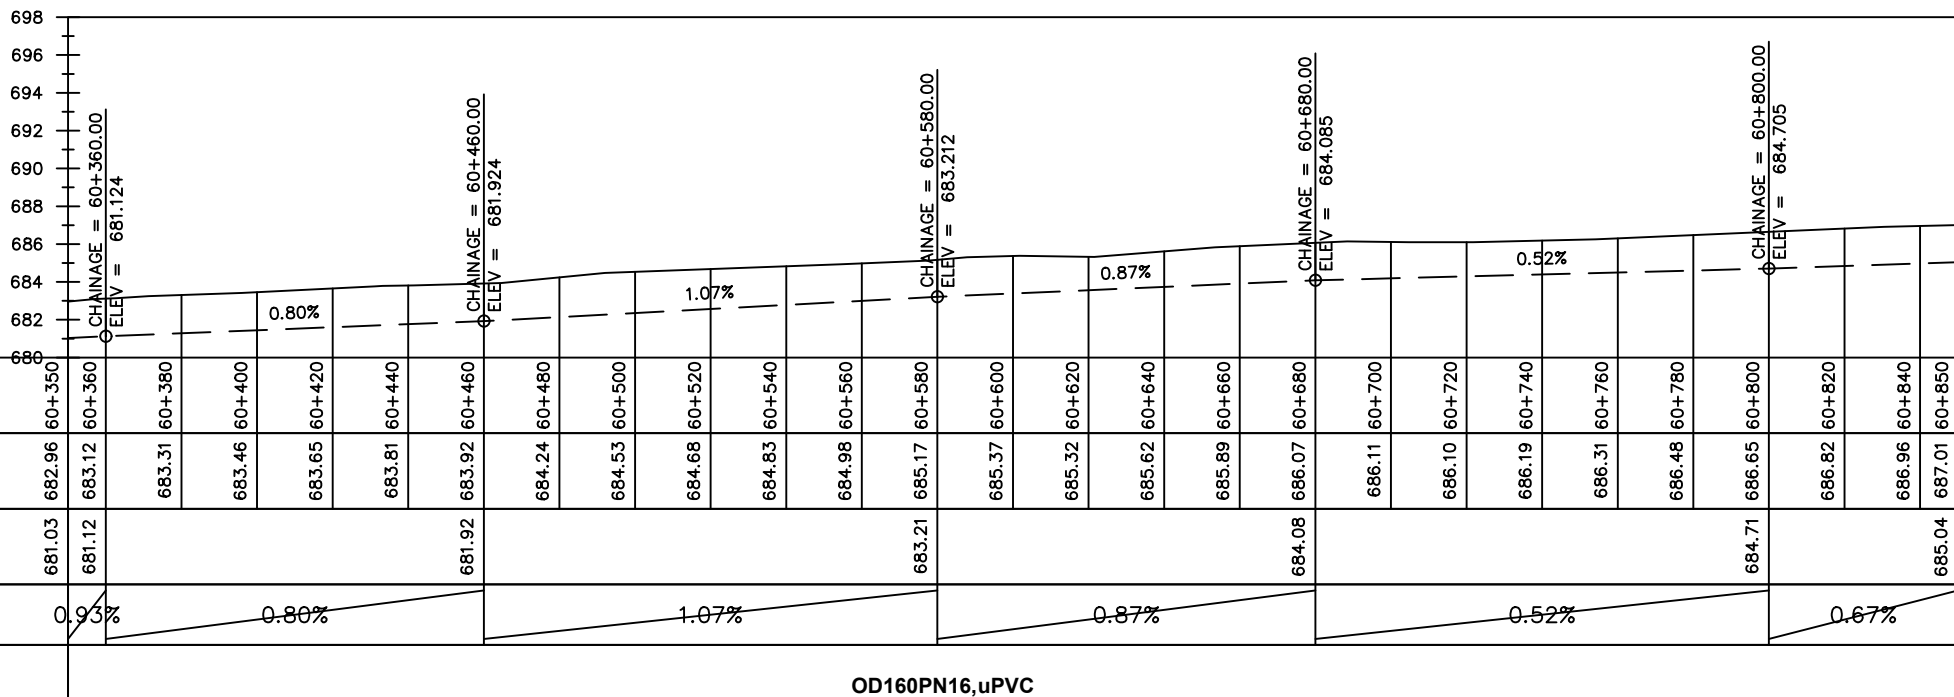 698
696
694
692
690
688
686
684
682
680
CHAINAGE = 60+360.00
ELEV = 681.124
CHAINAGE = 60+460.00
ELEV = 681.924
CHAINAGE = 60+580.00
ELEV = 683.212
CHAINAGE = 60+680.00
ELEV = 684.085
CHAINAGE = 60+800.00
ELEV = 684.705
0.80%
1.07%
0.87%
0.52%
60+350 60+360 60+380 60+400 60+420 60+440 60+460 60+480 60+500 60+520 60+540 60+560 60+580 60+600 60+620 60+640 60+660 60+680 60+700 60+720 60+740 60+760 60+780 60+800 60+820 60+840 60+850
682.96 683.12 683.31 683.46 683.65 683.81 683.92 684.24 684.53 684.68 684.83 684.98 685.17 685.37 685.32 685.62 685.89 686.07 686.11 686.10 686.19 686.31 686.48 686.65 686.82 686.96 687.01
681.03 681.12 681.92 683.21 684.08 684.71 685.04
0.93% 0.80% 1.07% 0.87% 0.52% 0.67%
OD160PN16,uPVC